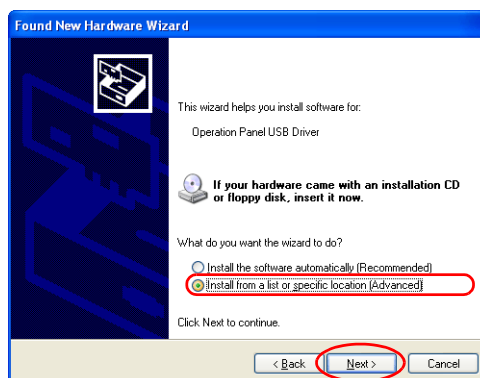 Found New Hardware Wizard
This wizard helps you install software for:
Operation Panel USB Driver
If your hardware came with an installation CD
or floppy disk, insert it now.
What do you want the wizard to do?
Install the software automatically (Recommended)
Install from a list or specific location (Advanced)
Click Next to continue.
< Back Next > Cancel